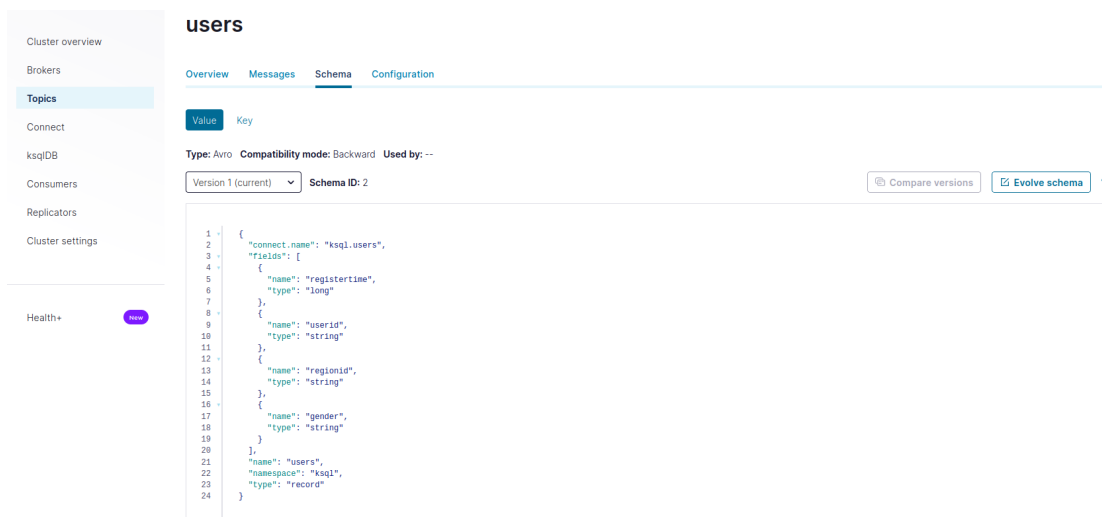 users
Cluster overview
Brokers
Topics
Connect
ksqlDB
Consumers
Replicators
Cluster settings
Health+ New
Overview Messages Schema Configuration
Value Key
Type: Avro Compatibility mode: Backward Used by: --
Version 1 (current) Schema ID: 2 Compare versions Evolve schema
1 {
2 "connect.name": "ksql.users",
3 "fields": [
4 {
5 "name": "registertime",
6 "type": "long"
7 },
8 {
9 "name": "userid",
10 "type": "string"
11 },
12 {
13 "name": "regionid",
14 "type": "string"
15 },
16 {
17 "name": "gender",
18 "type": "string"
19 }
20 ],
21 "name": "users",
22 "namespace": "ksql",
23 "type": "record"
24 }